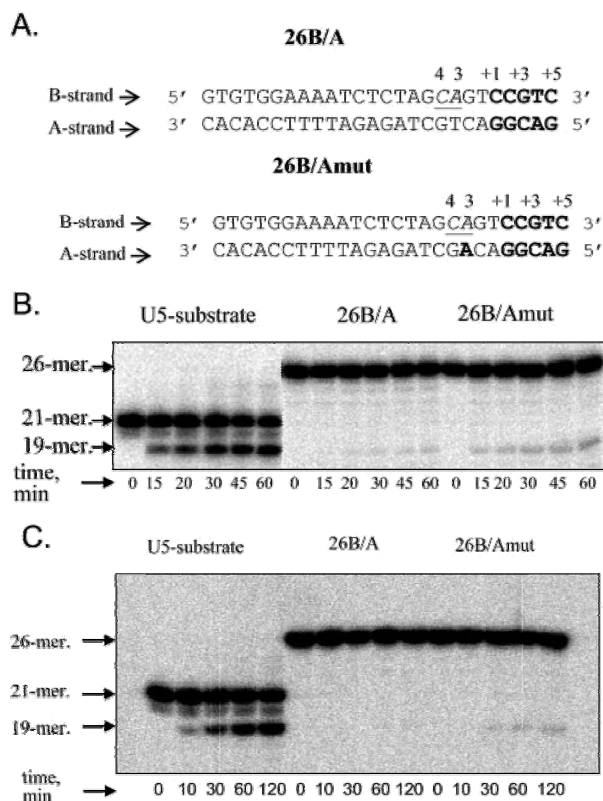 A.
26B/A
4 3 +1 +3 +5
B-strand → 5′ GTGTGGAAAATCTCTAGCAGTCCGTC 3′
A-strand → 3′ CACACCTTTTAGAGATCGTCAGGCAG 5′
26B/Amut
4 3 +1 +3 +5
B-strand → 5′ GTGTGGAAAATCTCTAGCAGTCCGTC 3′
A-strand → 3′ CACACCTTTTAGAGATCGACAGGCAG 5′
B.
U5-substrate 26B/A 26B/Amut
26-mer.
21-mer.
19-mer.
time, min 0 15 20 30 45 60 0 15 20 30 45 60 0 15 20 30 45 60
C.
U5-substrate 26B/A 26B/Amut
26-mer.
21-mer.
19-mer.
time, min 0 10 30 60 120 0 10 30 60 120 0 10 30 60 120